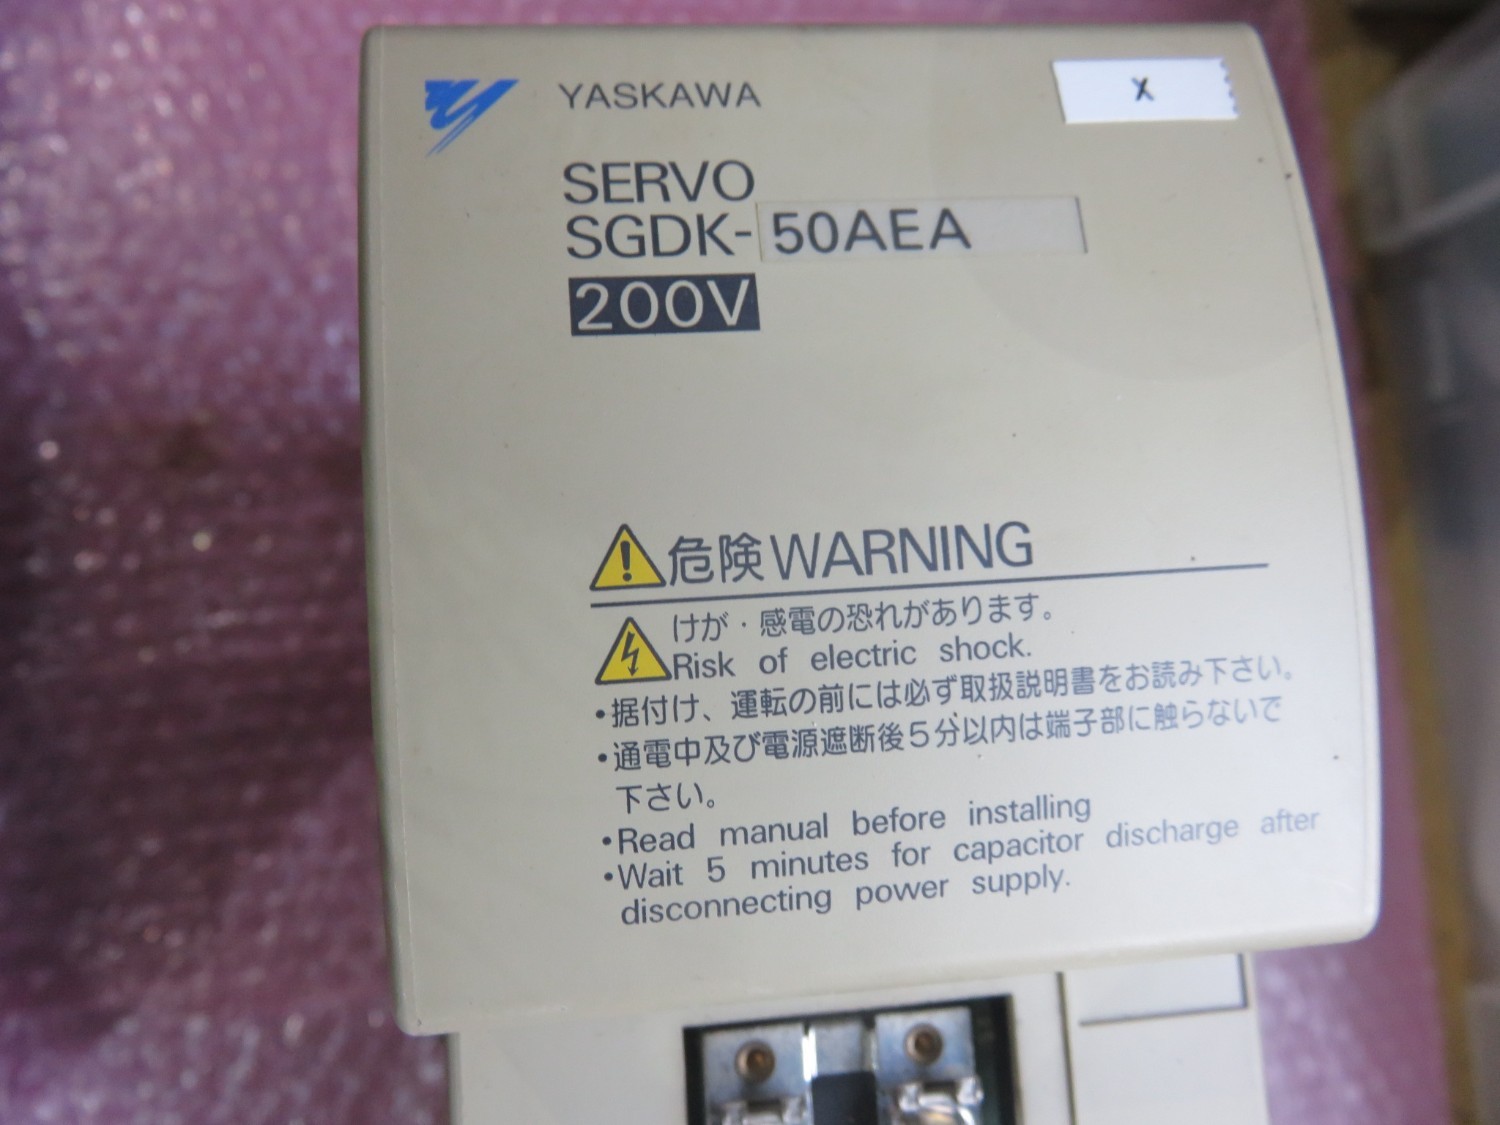 YASKAWA
X
SERVO
SGDK-50AEA
200V
危険WARNING
けが・感電の恐れがあります。
Risk of electric shock.
•据付け、運転の前には必ず取扱説明書をお読み下さい。
•通電中及び電源遮断後5分以内は端子部に触らないで
下さい。
•Read manual before installing
•Wait 5 minutes for capacitor discharge after
disconnecting power supply.